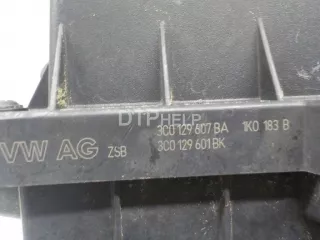 DTPHELP
3C0 129 607 BA 1K0 183 B
VW AG ZSB 3C0 129 601 BK